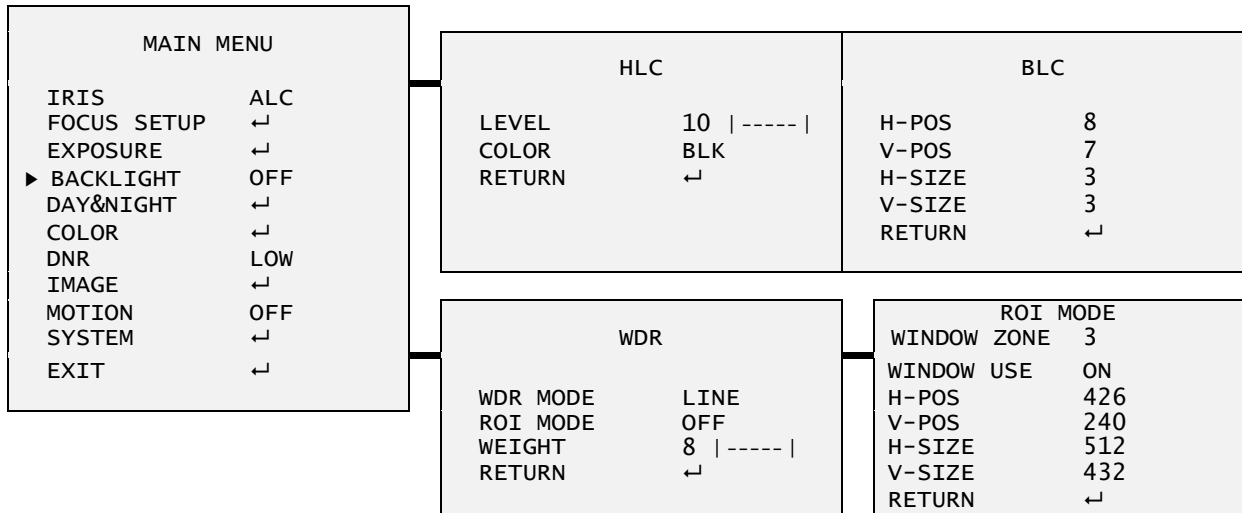 MAIN MENU
IRIS ALC
FOCUS SETUP ↵
EXPOSURE ↵
▶ BACKLIGHT OFF
DAY&NIGHT ↵
COLOR ↵
DNR LOW
IMAGE ↵
MOTION OFF
SYSTEM ↵
EXIT ↵
HLC
LEVEL 10 |-----|
COLOR BLK
RETURN ↵
BLC
H-POS 8
V-POS 7
H-SIZE 3
V-SIZE 3
RETURN ↵
WDR
WDR MODE LINE
ROI MODE OFF
WEIGHT 8 |-----|
RETURN ↵
ROI MODE
WINDOW ZONE 3
WINDOW USE ON
H-POS 426
V-POS 240
H-SIZE 512
V-SIZE 432
RETURN ↵